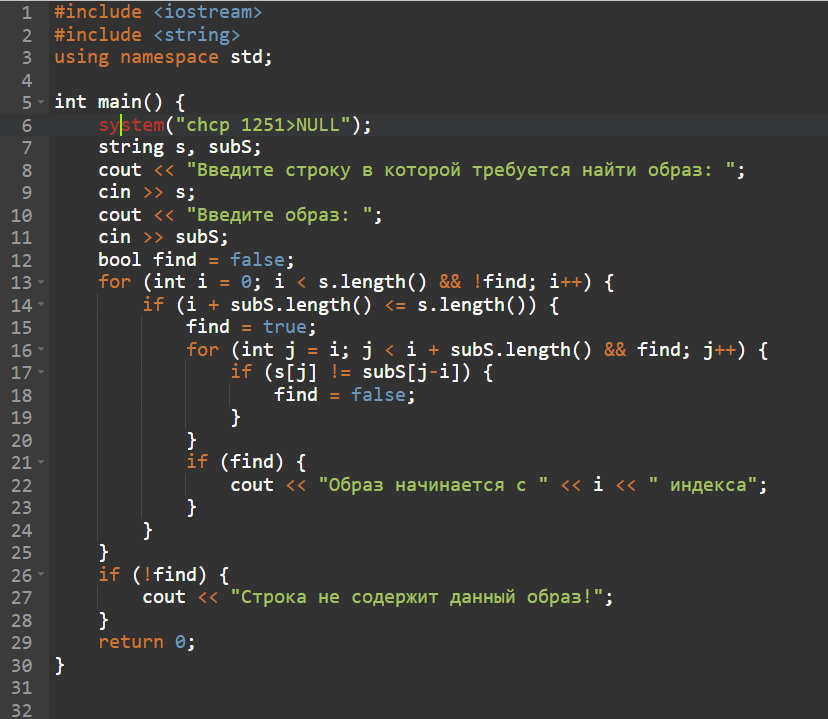 1 #include <iostream>
2 #include <string>
3 using namespace std;
4
5 int main() {
6     system("chcp 1251>NULL");
7     string s, subS;
8     cout << "Введите строку в которой требуется найти образ: ";
9     cin >> s;
10     cout << "Введите образ: ";
11     cin >> subS;
12     bool find = false;
13     for (int i = 0; i < s.length() && !find; i++) {
14         if (i + subS.length() <= s.length()) {
15             find = true;
16             for (int j = i; j < i + subS.length() && find; j++) {
17                 if (s[j] != subS[j-i]) {
18                     find = false;
19                 }
20             }
21             if (find) {
22                 cout << "Образ начинается с " << i << " индекса";
23             }
24         }
25     }
26     if (!find) {
27         cout << "Строка не содержит данный образ!";
28     }
29     return 0;
30 }
31
32